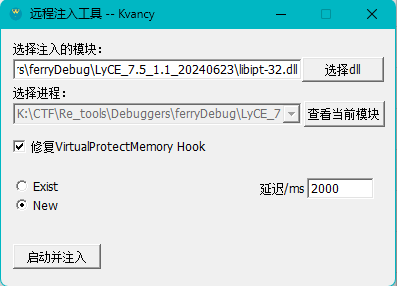 远程注入工具 -- Kvancy
选择注入的模块:
's\ferryDebug\LyCE_7.5_1.1_20240623\libipt-32.dll
选择dll
选择进程:
K:\CTF\Re_tools\Debuggers\ferryDebug\LyCE_7
查看当前模块
修复VirtualProtectMemory Hook
Exist
延迟/ms 2000
New
启动并注入